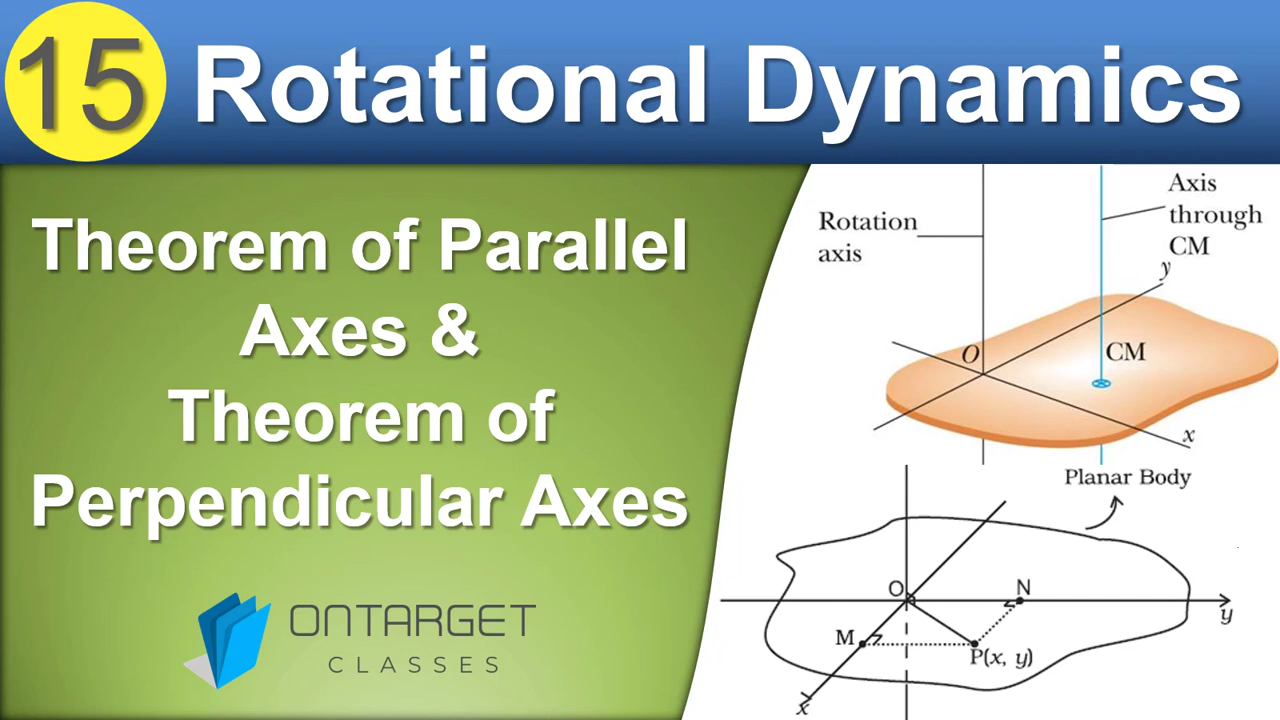 15
Rotational Dynamics
Theorem of Parallel
Axes &
Theorem of
Perpendicular Axes
ONTARGET
CLASSES
Rotation
axis
Axis
through
CM
y
O
CM
x
Planar Body
O
N
y
M
P(x, y)
x